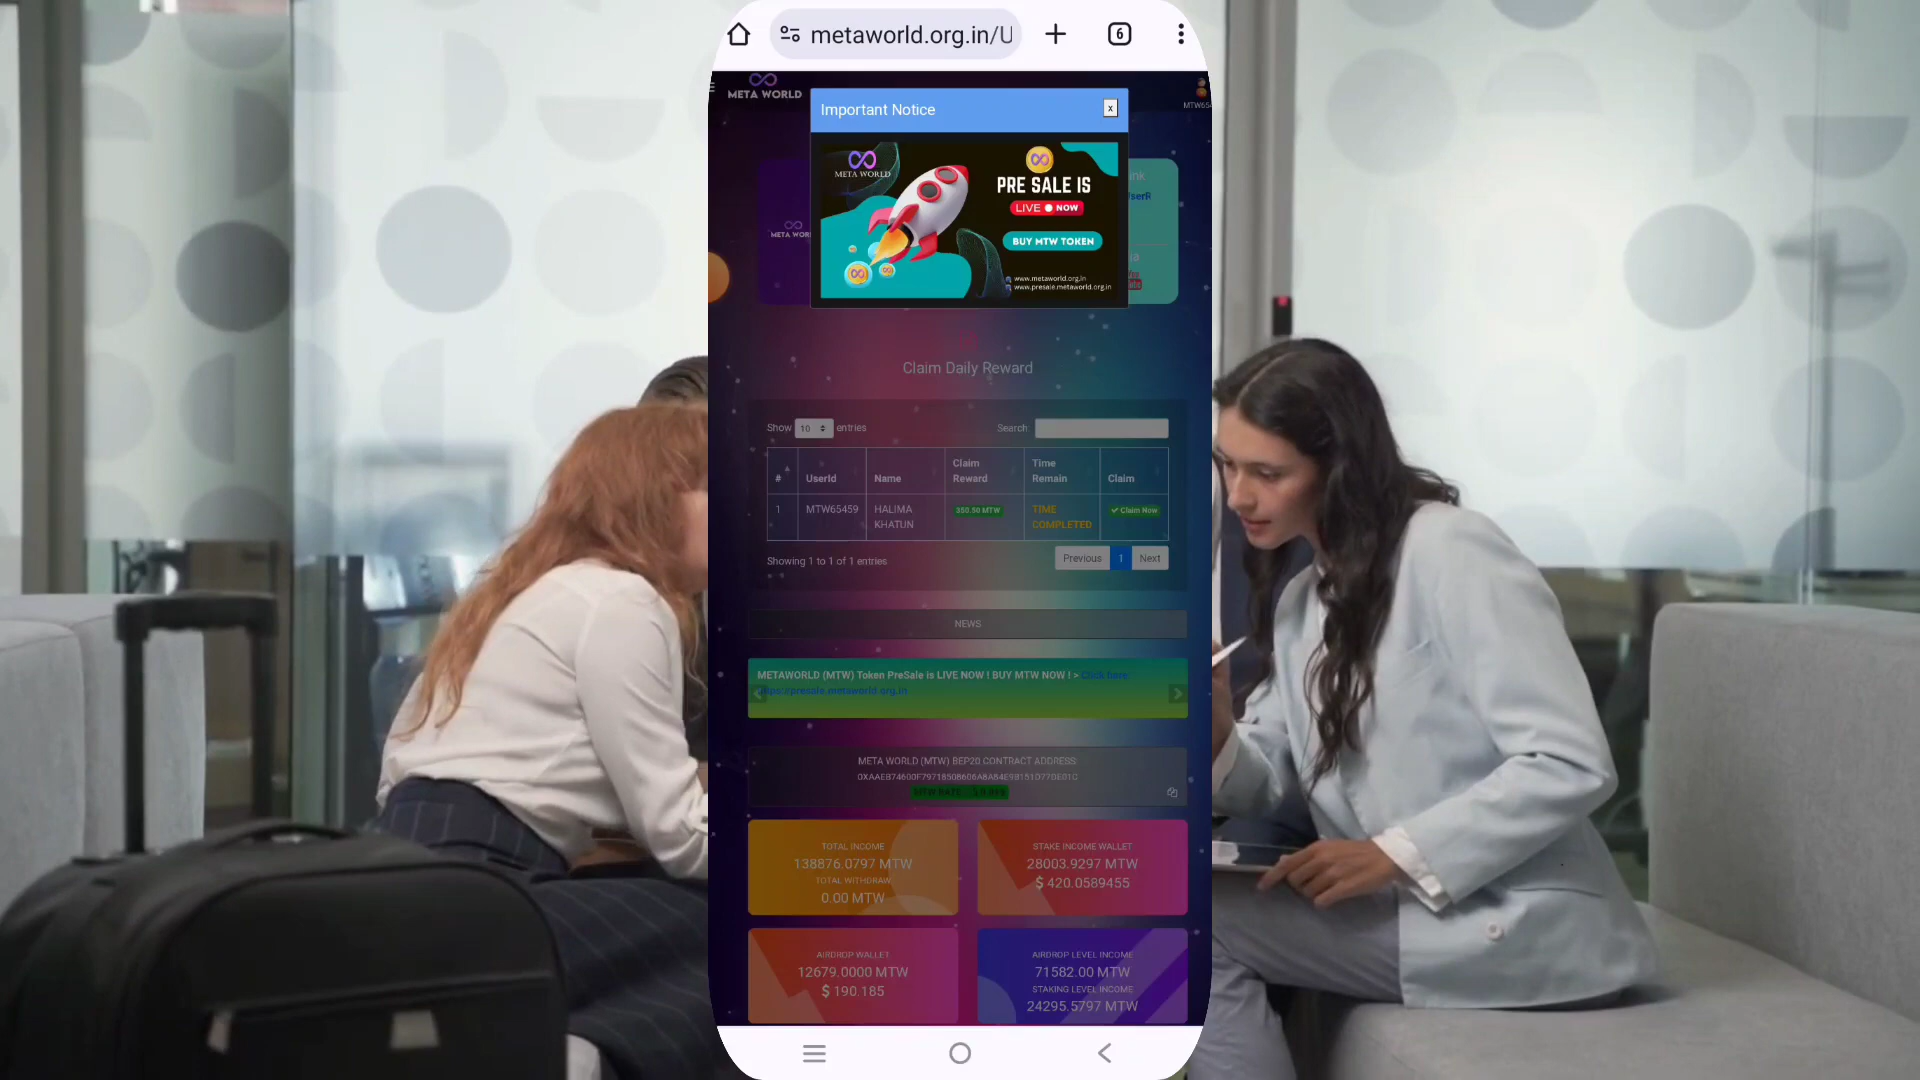 metaworld.org.in/U
6
META WORLD
Important Notice
x
META WORLD
PRE SALE IS
LIVE NOW
BUY MTW TOKEN
www.metaworld.org.in
www.presale.metaworld.org.in
Claim Daily Reward
Show 10 entries
Search:
# UserId Name Claim Reward Time Remain Claim
1 MTW65459 HALIMA KHATUN 350.50 MTW TIME COMPLETED Claim Now
Showing 1 to 1 of 1 entries
Previous 1 Next
NEWS
METAWORLD (MTW) Token PreSale is LIVE NOW ! BUY MTW NOW ! > Click here:
https://presale.metaworld.org.in
META WORLD (MTW) BEP20 CONTRACT ADDRESS:
TOTAL INCOME
138876.0797 MTW
TOTAL WITHDRAW
0.00 MTW
STAKE INCOME WALLET
28003.9297 MTW
$ 420.0589455
AIRDROP WALLET
12679.0000 MTW
$ 190.185
AIRDROP LEVEL INCOME
71582.00 MTW
STAKING LEVEL INCOME
24295.5797 MTW